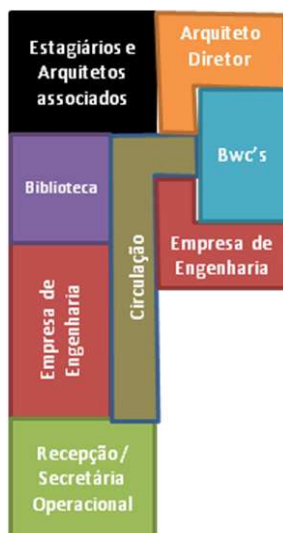 Estagiários e
Arquitetos
associados
Arquiteto
Diretor
Bwc's
Biblioteca
Circulação
Empresa de
Engenharia
Empresa de
Engenharia
Recepção/
Secretária
Operacional